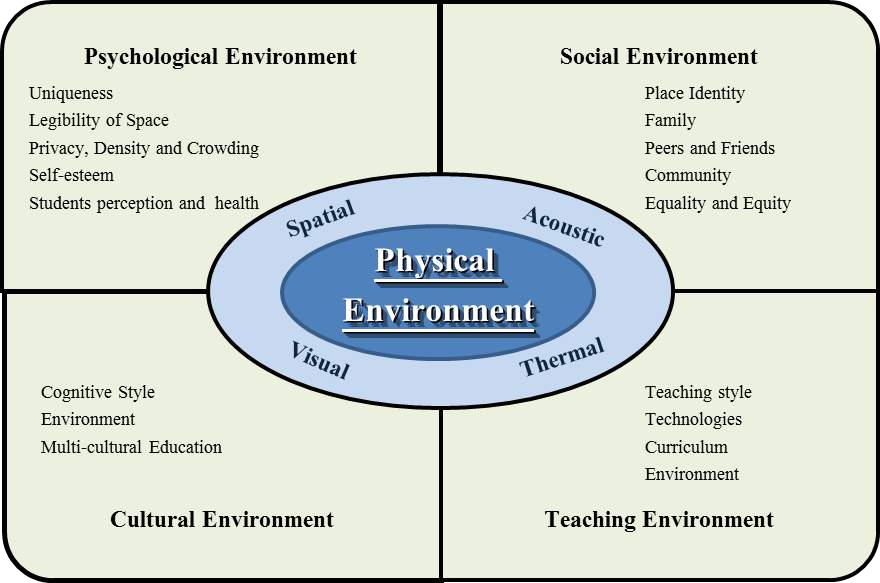 Psychological Environment
Uniqueness
Legibility of Space
Privacy, Density and Crowding
Self-esteem
Students perception and health
Social Environment
Place Identity
Family
Peers and Friends
Community
Equality and Equity
Spatial
Acoustic
Physical
Environment
Visual
Thermal
Cognitive Style
Environment
Multi-cultural Education
Cultural Environment
Teaching style
Technologies
Curriculum
Environment
Teaching Environment